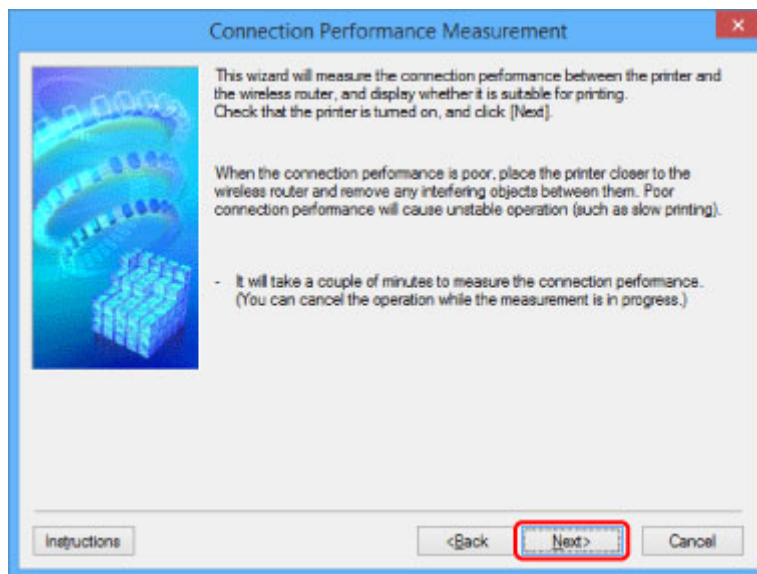 Connection Performance Measurement
This wizard will measure the connection performance between the printer and
the wireless router, and display whether it is suitable for printing.
Check that the printer is turned on, and click [Next].
When the connection performance is poor, place the printer closer to the
wireless router and remove any interfering objects between them. Poor
connection performance will cause unstable operation (such as slow printing).
- It will take a couple of minutes to measure the connection performance.
(You can cancel the operation while the measurement is in progress.)
Instructions
<Back
Next>
Cancel